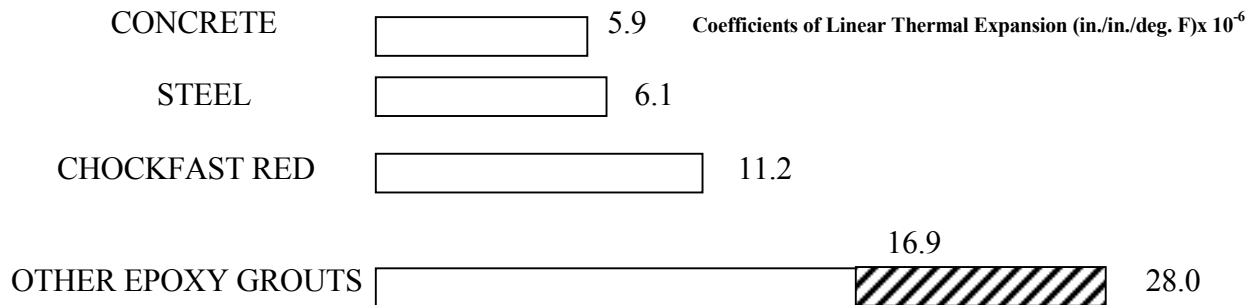 CONCRETE 5.9 Coefficients of Linear Thermal Expansion (in./in./deg. F)x 10⁻⁶
STEEL 6.1
CHOCKFAST RED 11.2
16.9
OTHER EPOXY GROUTS 28.0